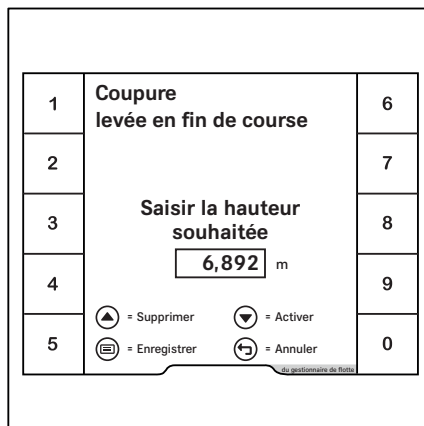 Coupure
levée en fin de course
1
2
3
4
5
6
7
8
9
0
Saisir la hauteur
souhaitée
6,892 m
= Supprimer
= Activer
= Enregistrer
= Annuler
du gestionnaire de flotte